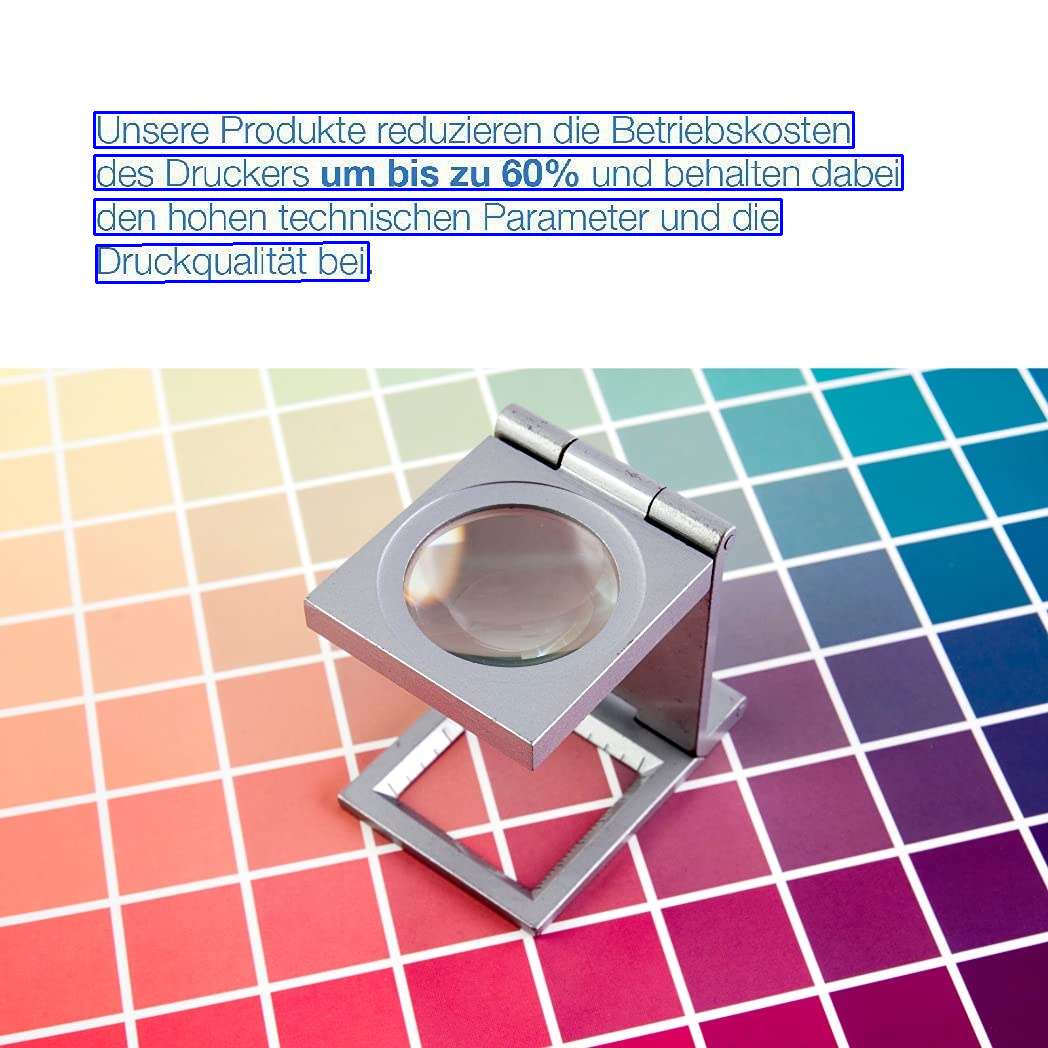 Unsere Produkte reduzieren die Betriebskosten
des Druckers um bis zu 60% und behalten dabei
den hohen technischen Parameter und die
Druckqualität bei.